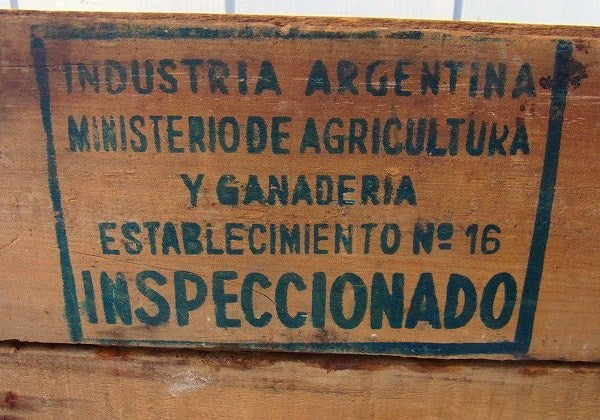 INDUSTRIA ARGENTINA
MINISTERIO DE AGRICULTURA
Y GANADERIA
ESTABLECIMIENTO Nº 16
INSPECCIONADO